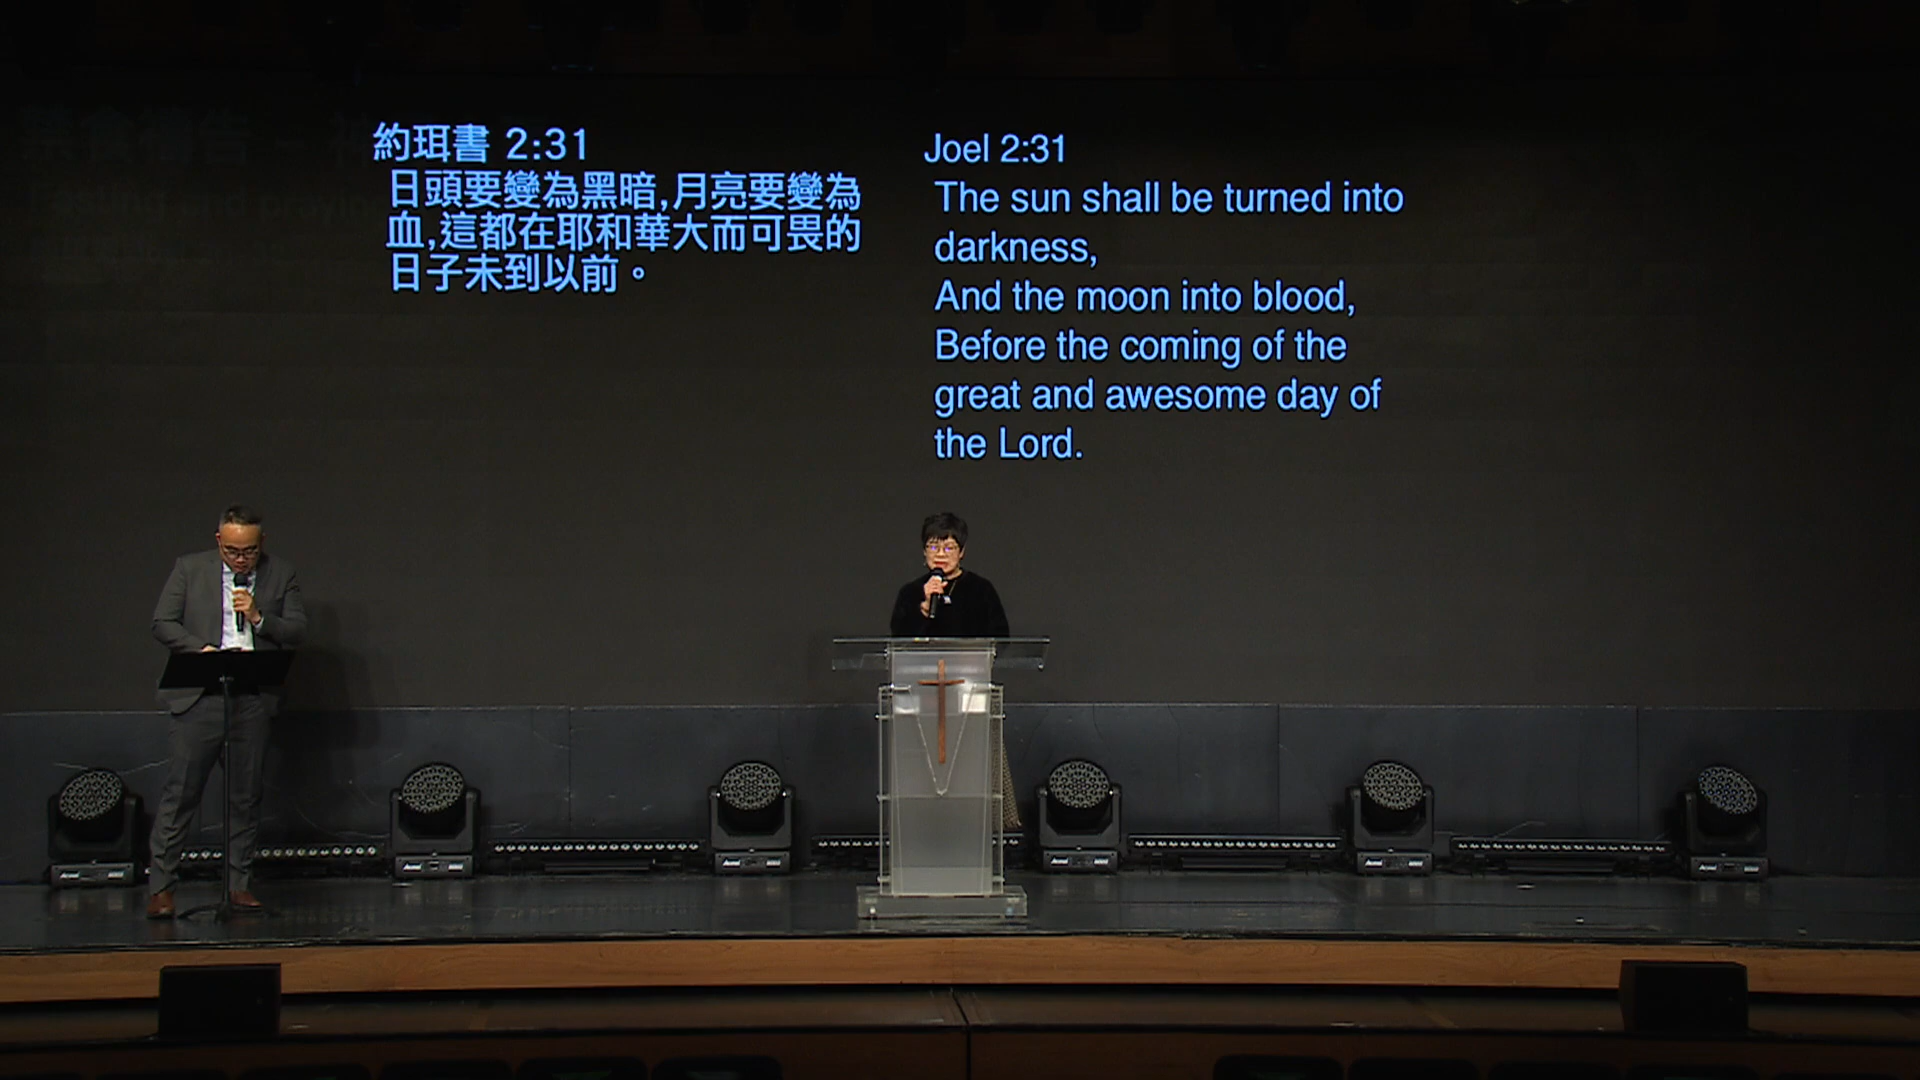 約珥書 2:31
日頭要變為黑暗,月亮要變為
血,這都在耶和華大而可畏的
日子未到以前。
Joel 2:31
The sun shall be turned into
darkness,
And the moon into blood,
Before the coming of the
great and awesome day of
the Lord.